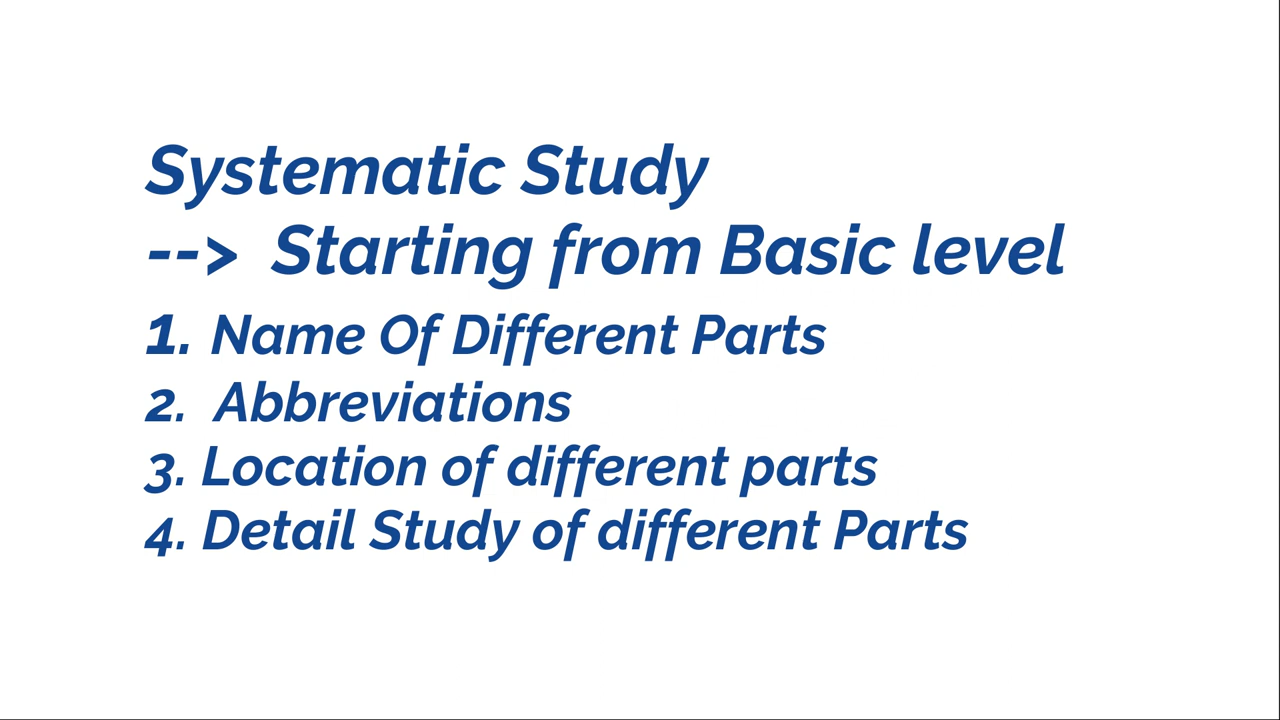 Systematic Study
--> Starting from Basic level
1. Name Of Different Parts
2. Abbreviations
3. Location of different parts
4. Detail Study of different Parts